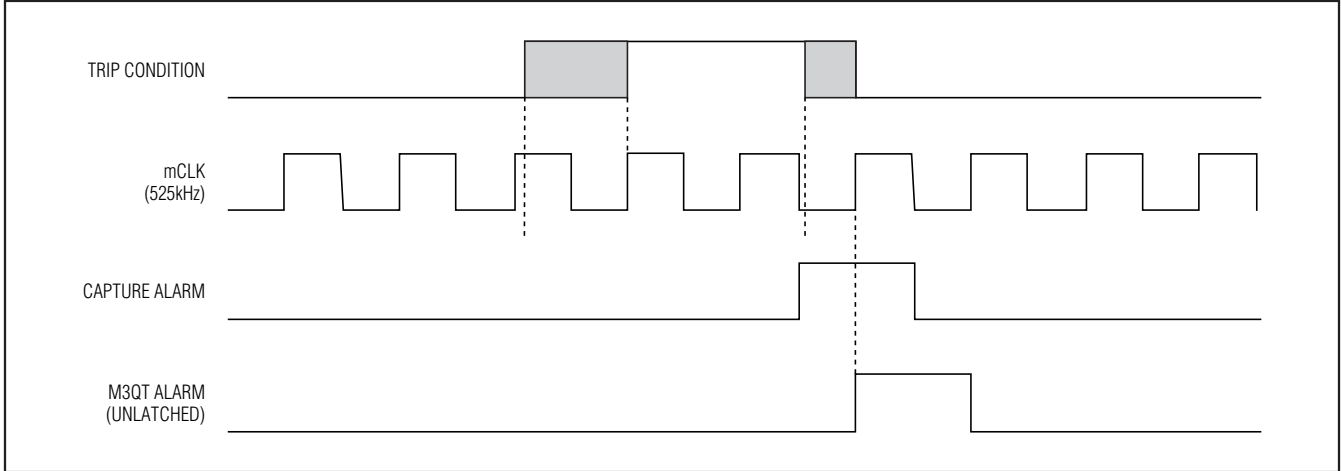 TRIP CONDITION
mCLK
(525kHz)
CAPTURE ALARM
M3QT ALARM
(UNLATCHED)